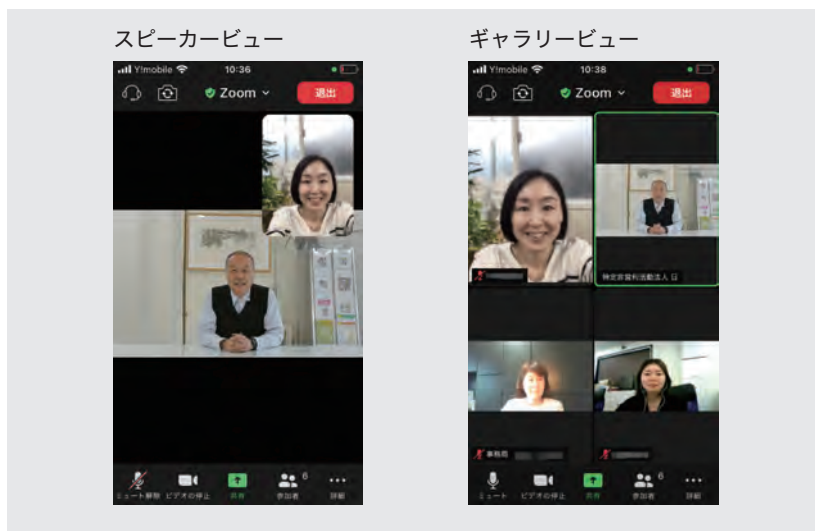 スピーカービュー
Y!mobile 10:36
Zoom
退出
ミュート解除 ビデオの停止 共有 参加者 6 詳細
ギャラリービュー
Y!mobile 10:38
Zoom
退出
特定非営利活動法人 日
事務局
ミュート ビデオの停止 共有 参加者 6 詳細